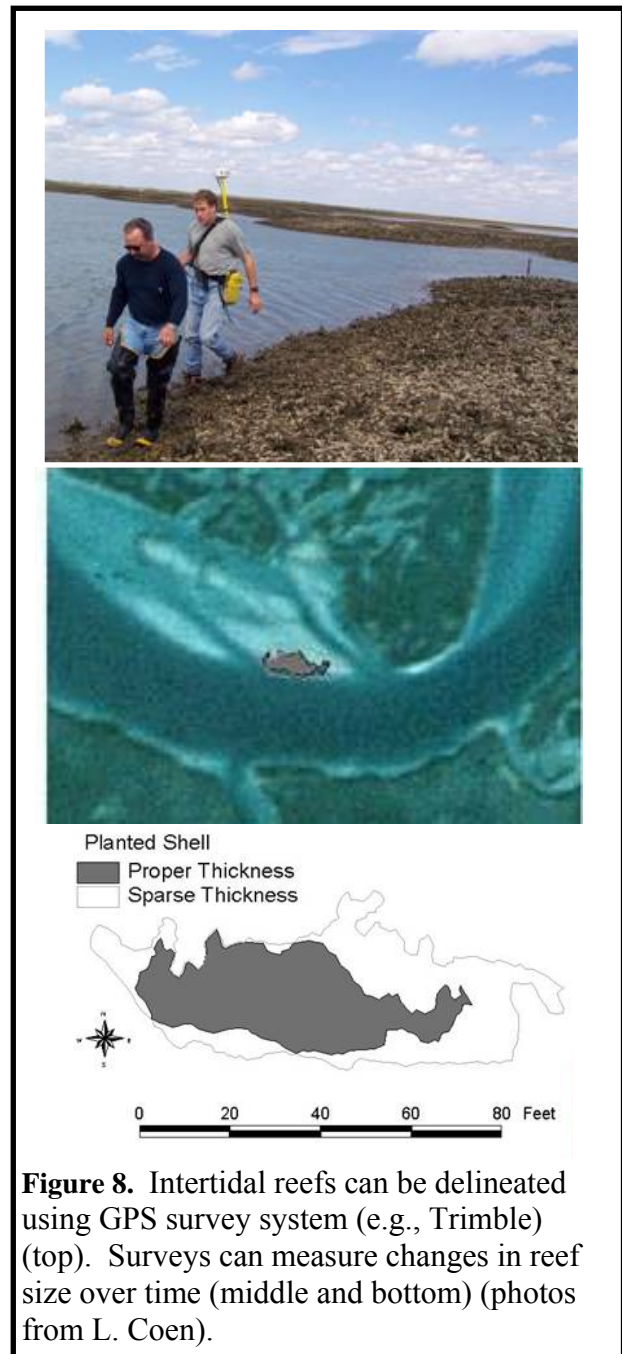 Planted Shell
Proper Thickness
Sparse Thickness
N
W E
S
0 20 40 60 80 Feet
Figure 8. Intertidal reefs can be delineated
using GPS survey system (e.g., Trimble)
(top). Surveys can measure changes in reef
size over time (middle and bottom) (photos
from L. Coen).